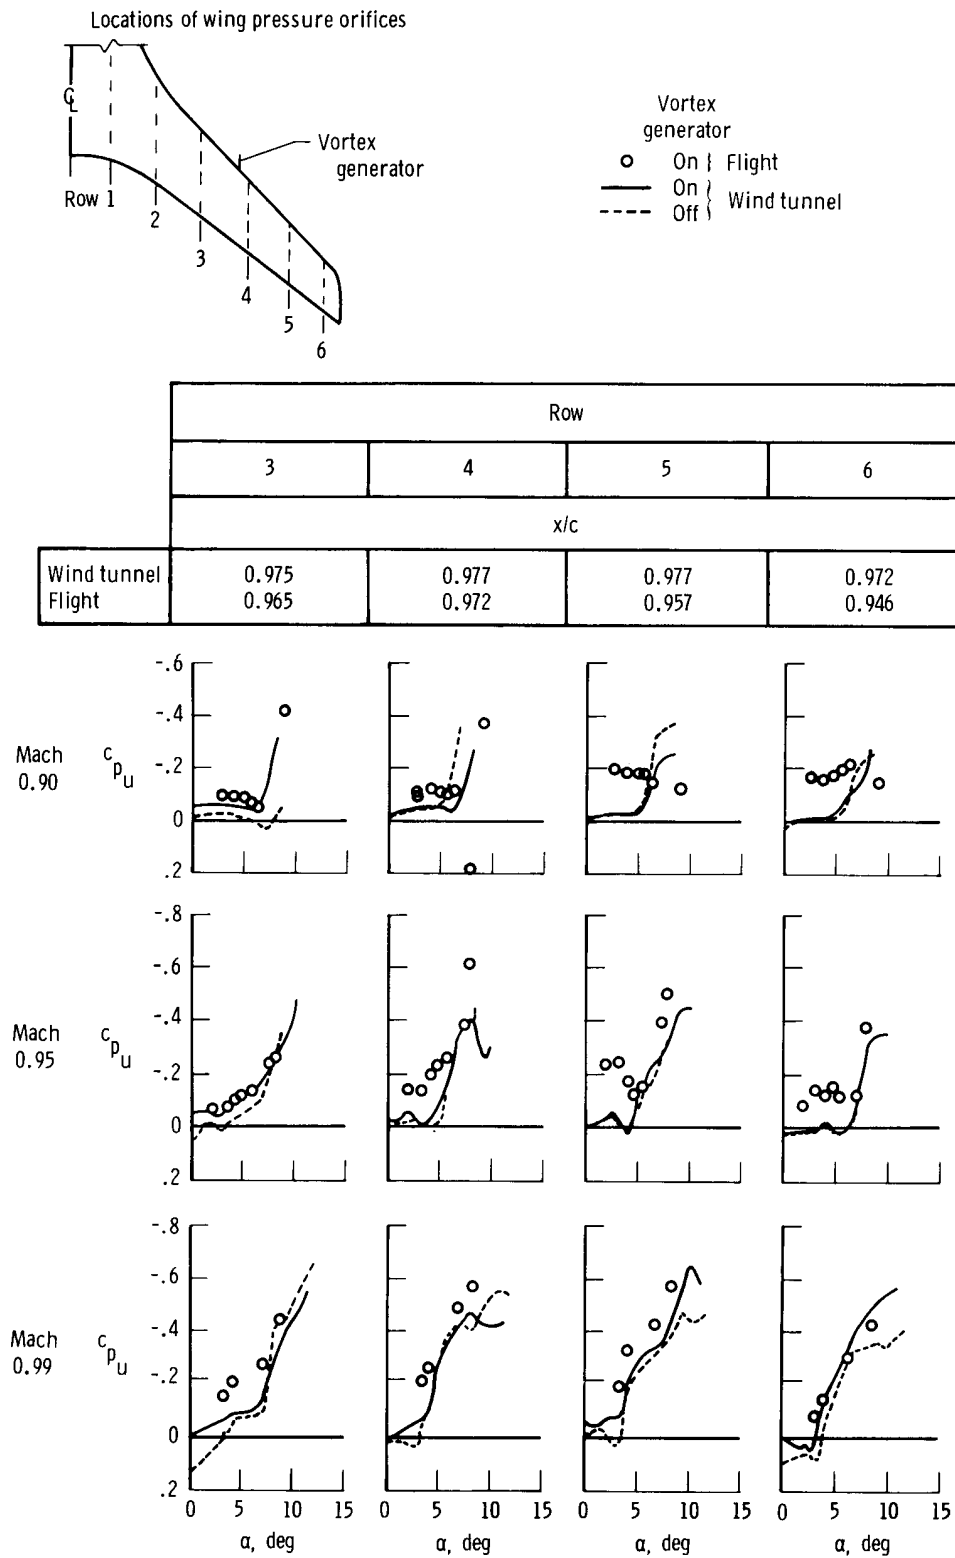 Locations of wing pressure orifices
C
L
Vortex
generator
Row 1
2
3
4
5
6
Vortex
generator
On } Flight
On
Off } Wind tunnel
Row
3 4 5 6
x/c
Wind tunnel 0.975 0.977 0.977 0.972
Flight 0.965 0.972 0.957 0.946
Mach
0.90
c
p
u
-.6
-.4
-.2
0
.2
0 5 10 15
Mach
0.95
c
p
u
-.8
-.6
-.4
-.2
0
.2
Mach
0.99
c
p
u
-.8
-.6
-.4
-.2
0
.2
0 5 10 15 0 5 10 15 0 5 10 15 0 5 10 15
α, deg α, deg α, deg α, deg